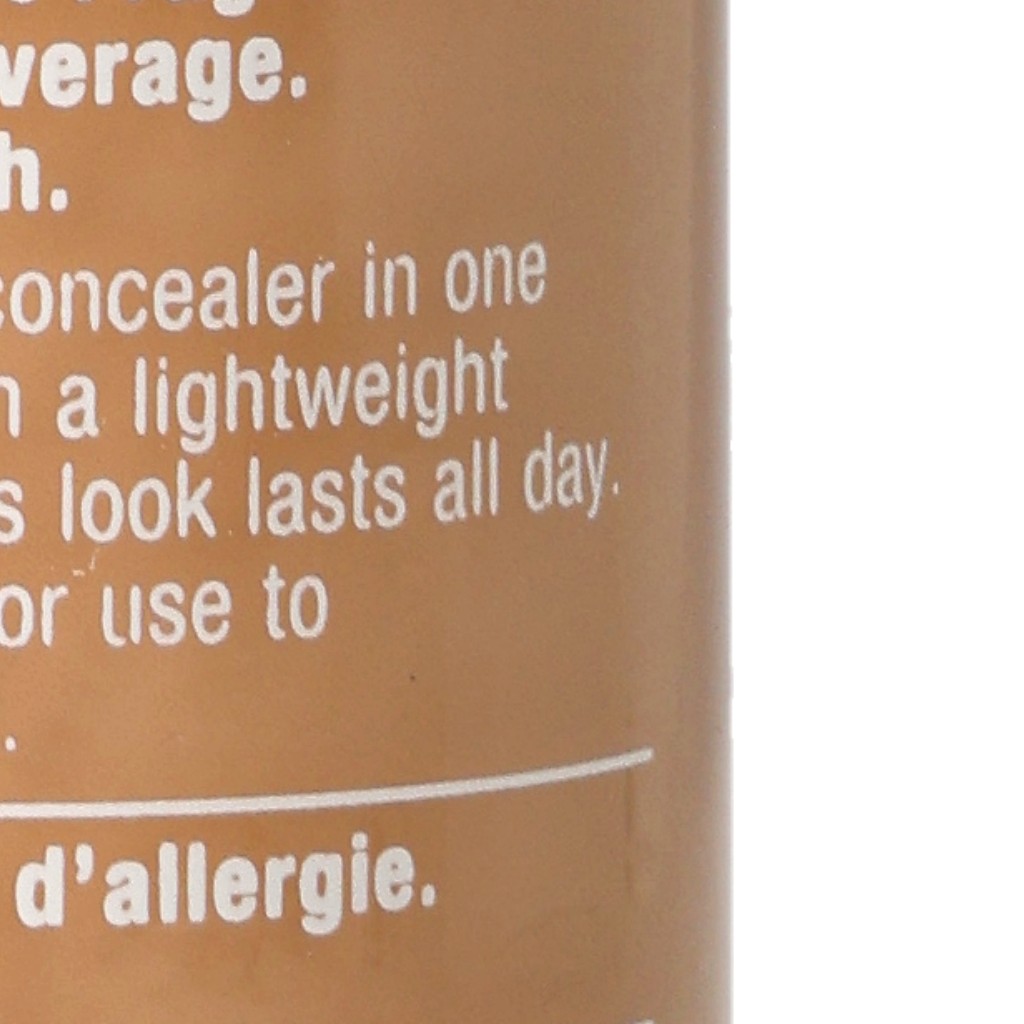 verage.
h.
concealer in one
n a lightweight
s look lasts all day.
or use to
.
d'allergie.